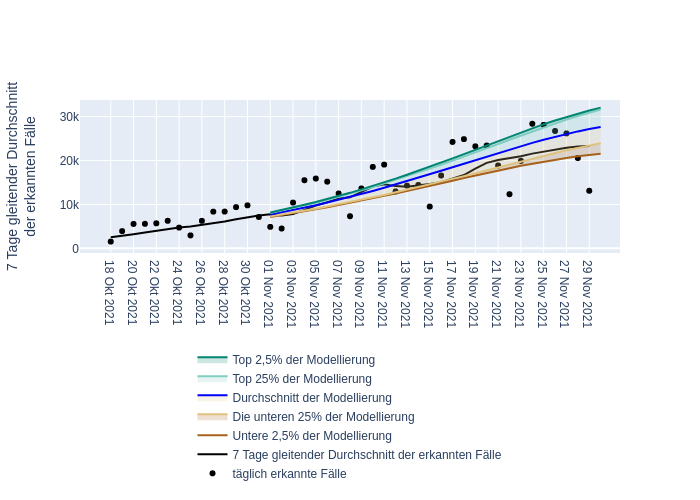 7 Tage gleitender Durchschnitt
der erkannten Fälle
30k
20k
10k
0
18 Okt 2021
20 Okt 2021
22 Okt 2021
24 Okt 2021
26 Okt 2021
28 Okt 2021
30 Okt 2021
01 Nov 2021
03 Nov 2021
05 Nov 2021
07 Nov 2021
09 Nov 2021
11 Nov 2021
13 Nov 2021
15 Nov 2021
17 Nov 2021
19 Nov 2021
21 Nov 2021
23 Nov 2021
25 Nov 2021
27 Nov 2021
29 Nov 2021
Top 2,5% der Modellierung
Top 25% der Modellierung
Durchschnitt der Modellierung
Die unteren 25% der Modellierung
Untere 2,5% der Modellierung
7 Tage gleitender Durchschnitt der erkannten Fälle
täglich erkannte Fälle